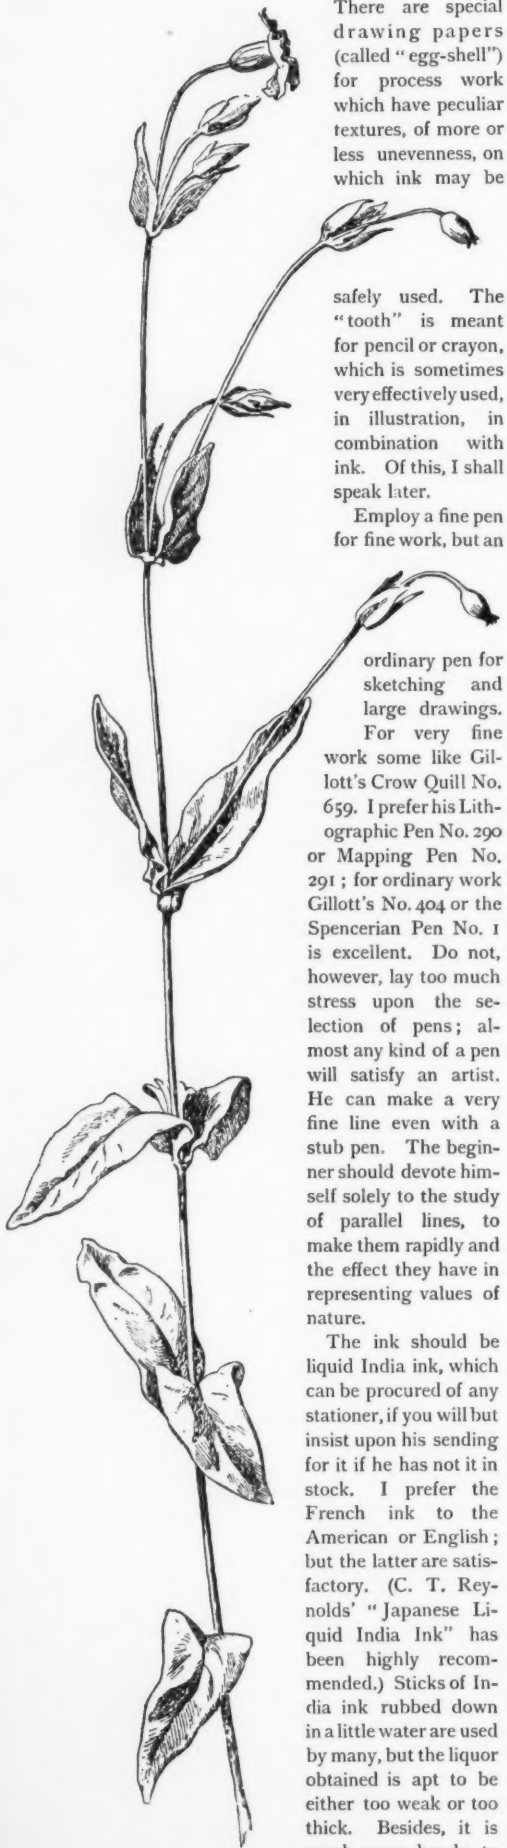 There are special
drawing papers
(called “ egg-shell”)
for process work
which have peculiar
textures, of more or
less unevenness, on
which ink may be
safely used. The
“tooth” is meant
for pencil or crayon,
which is sometimes
very effectively used,
in illustration, in
combination with
ink. Of this, I shall
speak later.
Employ a fine pen
for fine work, but an
ordinary pen for
sketching and
large drawings.
For very fine
work some like Gil-
lott's Crow Quill No.
659. I prefer his Lith-
ographic Pen No. 290
or Mapping Pen No.
291 ; for ordinary work
Gillott's No. 404 or the
Spencerian Pen No. 1
is excellent. Do not,
however, lay too much
stress upon the se-
lection of pens; al-
most any kind of a pen
will satisfy an artist.
He can make a very
fine line even with a
stub pen. The begin-
ner should devote him-
self solely to the study
of parallel lines, to
make them rapidly and
the effect they have in
representing values of
nature.
The ink should be
liquid India ink, which
can be procured of any
stationer, if you will but
insist upon his sending
for it if he has not it in
stock. I prefer the
French ink to the
American or English ;
but the latter are satis-
factory. (C. T. Rey-
nolds' “Japanese Li-
quid India Ink” has
been highly recom-
mended.) Sticks of In-
dia ink rubbed down
in a little water are used
by many, but the liquor
obtained is apt to be
either too weak or too
thick. Besides, it is